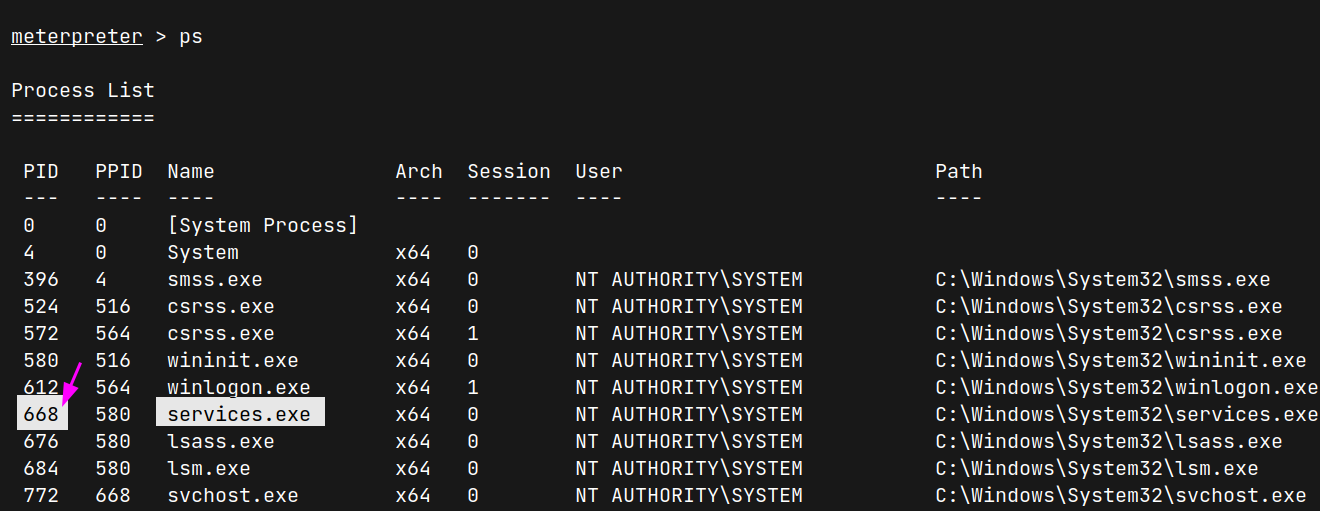 meterpreter > ps
Process List
============
PID PPID Name Arch Session User Path
--- ---- ---- ---- ------- ---- ----
0 0 [System Process]
4 0 System x64 0
396 4 smss.exe x64 0 NT AUTHORITY\SYSTEM C:\Windows\System32\smss.exe
524 516 csrss.exe x64 0 NT AUTHORITY\SYSTEM C:\Windows\System32\csrss.exe
572 564 csrss.exe x64 1 NT AUTHORITY\SYSTEM C:\Windows\System32\csrss.exe
580 516 wininit.exe x64 0 NT AUTHORITY\SYSTEM C:\Windows\System32\wininit.exe
612 564 winlogon.exe x64 1 NT AUTHORITY\SYSTEM C:\Windows\System32\winlogon.exe
668 580 services.exe x64 0 NT AUTHORITY\SYSTEM C:\Windows\System32\services.exe
676 580 lsass.exe x64 0 NT AUTHORITY\SYSTEM C:\Windows\System32\lsass.exe
684 580 lsm.exe x64 0 NT AUTHORITY\SYSTEM C:\Windows\System32\lsm.exe
772 668 svchost.exe x64 0 NT AUTHORITY\SYSTEM C:\Windows\System32\svchost.exe